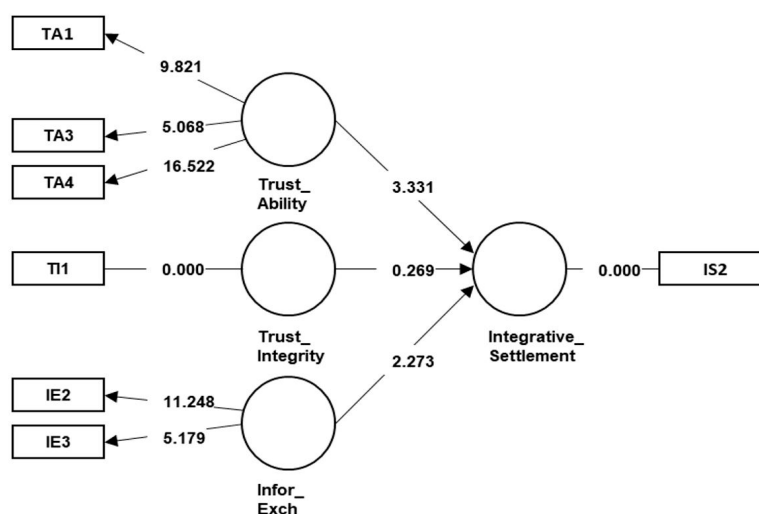 TA1
9.821
TA3
5.068
TA4
16.522
Trust_
Ability
3.331
TI1
0.000
0.269
0.000
IS2
Trust_
Integrity
Integrative_
Settlement
2.273
IE2
11.248
IE3
5.179
Infor_
Exch